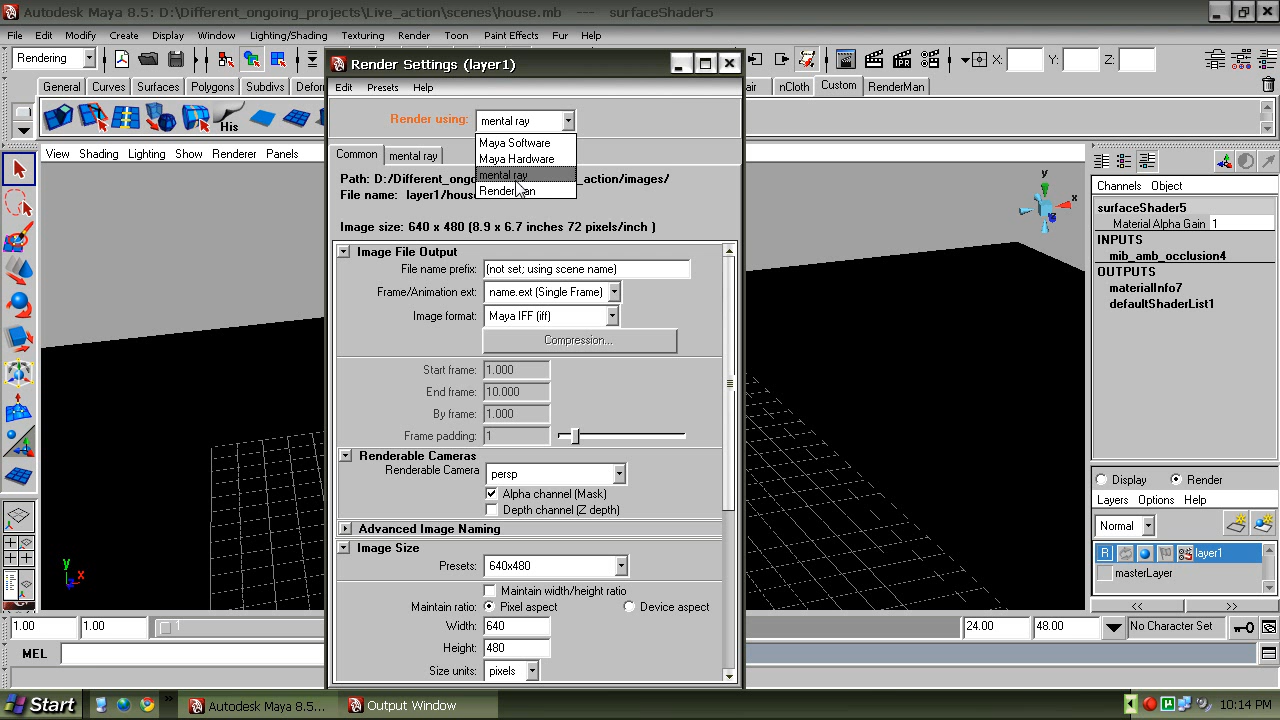 Autodesk Maya 8.5: D:\Different_ongoing_projects\Live_action\scenes\house.mb --- surfaceShader5
File Edit Modify Create Display Window Lighting/Shading Texturing Render Toon Paint Effects Fur Help
Rendering
X: Y: Z:
General Curves Surfaces Polygons Subdivs Defor air nCloth Custom RenderMan
His
View Shading Lighting Show Renderer Panels
Render Settings (layer1)
Edit Presets Help
Render using: mental ray
Maya Software
Maya Hardware
mental ray
Common mental ray
Path: D:/Different_ongo _action/images/
File name: layer1/hous
Image size: 640 x 480 (8.9 x 6.7 inches 72 pixels/inch )
Image File Output
File name prefix: (not set; using scene name)
Frame/Animation ext: name.ext (Single Frame)
Image format: Maya IFF (iff)
Compression...
Start frame: 1.000
End frame: 10.000
By frame: 1.000
Frame padding: 1
Renderable Cameras
Renderable Camera persp
Alpha channel (Mask)
Depth channel (Z depth)
Advanced Image Naming
Image Size
Presets: 640x480
Maintain width/height ratio
Maintain ratio: Pixel aspect Device aspect
Width: 640
Height: 480
Size units: pixels
y
x
z
Channels Object
surfaceShader5
Material Alpha Gain 1
INPUTS
mib_amb_occlusion4
OUTPUTS
materialInfo7
defaultShaderList1
Display Render
Layers Options Help
Normal
R layer1
masterLayer
<< >>
y
x
1.00 1.00 1 24.00 48.00 No Character Set
MEL
Start Autodesk Maya 8.5... Output Window 10:14 PM